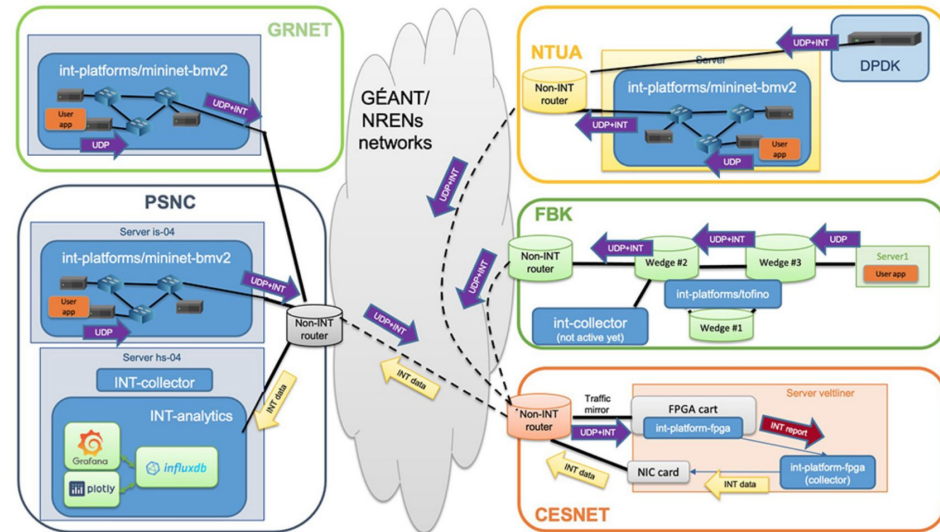 GRNET
int-platforms/mininet-bmv2
UDP+INT
User
app
UDP
PSNC
Server is-04
int-platforms/mininet-bmv2
UDP+INT
User
app
UDP
Non-INT
router
Server hs-04
INT-collector
INT-analytics
Grafana
plotly
influxdb
INT data
GÉANT/
NRENs
networks
UDP+INT
UDP+INT
UDP+INT
INT data
NTUA
Non-INT
router
UDP+INT
DPDK
Server
int-platforms/mininet-bmv2
UDP+INT
UDP
User
app
FBK
Non-INT
router
UDP+INT
UDP+INT
UDP
Wedge #2
Wedge #3
Server1
User app
int-platforms/tofino
int-collector
(not active yet)
Wedge #1
Server veltliner
Non-INT
router
Traffic
mirror
UDP+INT
FPGA cart
int-platform-fpga
INT report
int-platform-fpga
(collector)
NIC card
INT data
INT data
CESNET